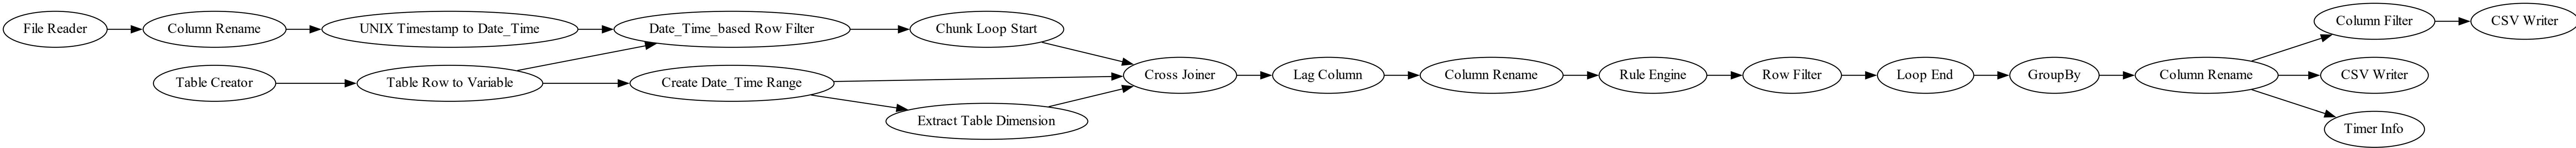 File Reader
Column Rename
UNIX Timestamp to Date_Time
Date_Time_based Row Filter
Chunk Loop Start
Table Creator
Table Row to Variable
Create Date_Time Range
Extract Table Dimension
Cross Joiner
Lag Column
Column Rename
Rule Engine
Row Filter
Loop End
GroupBy
Column Rename
Column Filter
CSV Writer
CSV Writer
Timer Info